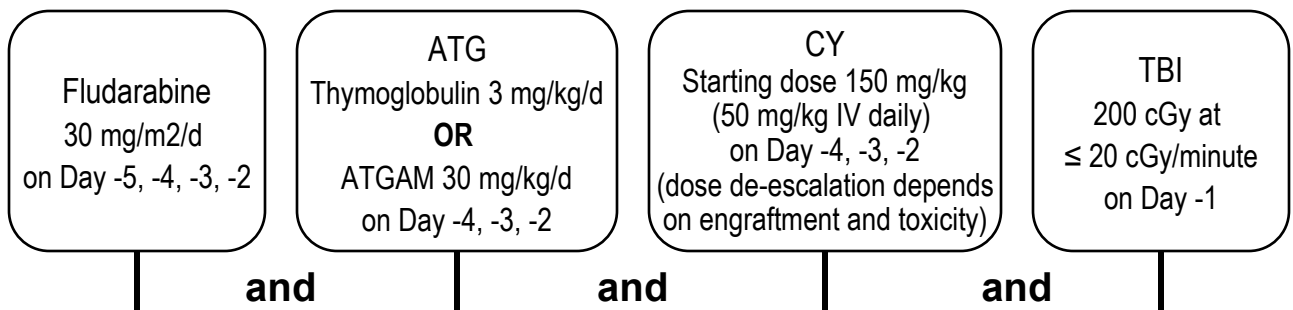 Fludarabine
30 mg/m2/d
on Day -5, -4, -3, -2
ATG
Thymoglobulin 3 mg/kg/d
OR
ATGAM 30 mg/kg/d
on Day -4, -3, -2
CY
Starting dose 150 mg/kg
(50 mg/kg IV daily)
on Day -4, -3, -2
(dose de-escalation depends
on engraftment and toxicity)
TBI
200 cGy at
≤ 20 cGy/minute
on Day -1
and
and
and